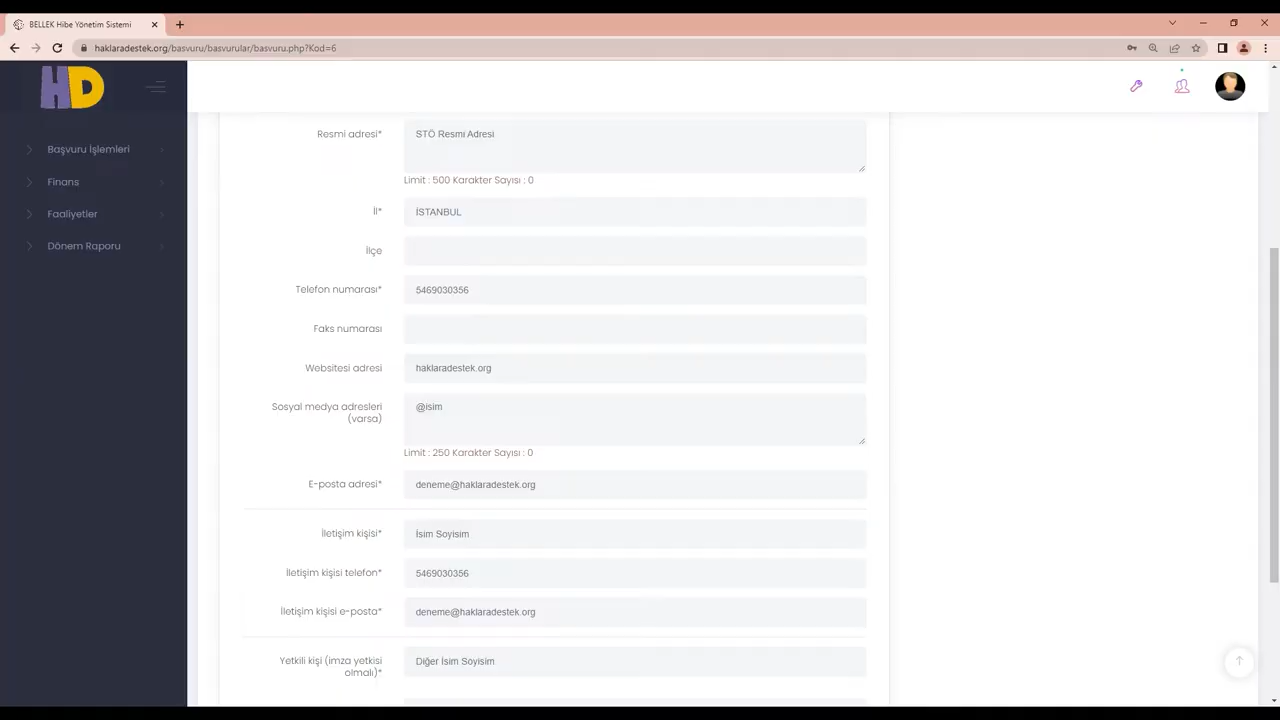 BELLEK Hibe Yönetim Sistemi
haklaradestek.org/basvuru/basvurular/basvuru.php?Kod=6
HD
Başvuru İşlemleri
Finans
Faaliyetler
Dönem Raporu
Resmi adresi* STÖ Resmi Adresi
Limit : 500 Karakter Sayısı : 0
İl* İSTANBUL
İlçe
Telefon numarası* 5469030356
Faks numarası
Websitesi adresi haklaradestek.org
Sosyal medya adresleri @isim
(varsa)
Limit : 250 Karakter Sayısı : 0
E-posta adresi* deneme@haklaradestek.org
İletişim kişisi* İsim Soyisim
İletişim kişisi telefon* 5469030356
İletişim kişisi e-posta* deneme@haklaradestek.org
Yetkili kişi (İmza yetkisi Diğer İsim Soyisim
olmalı)*